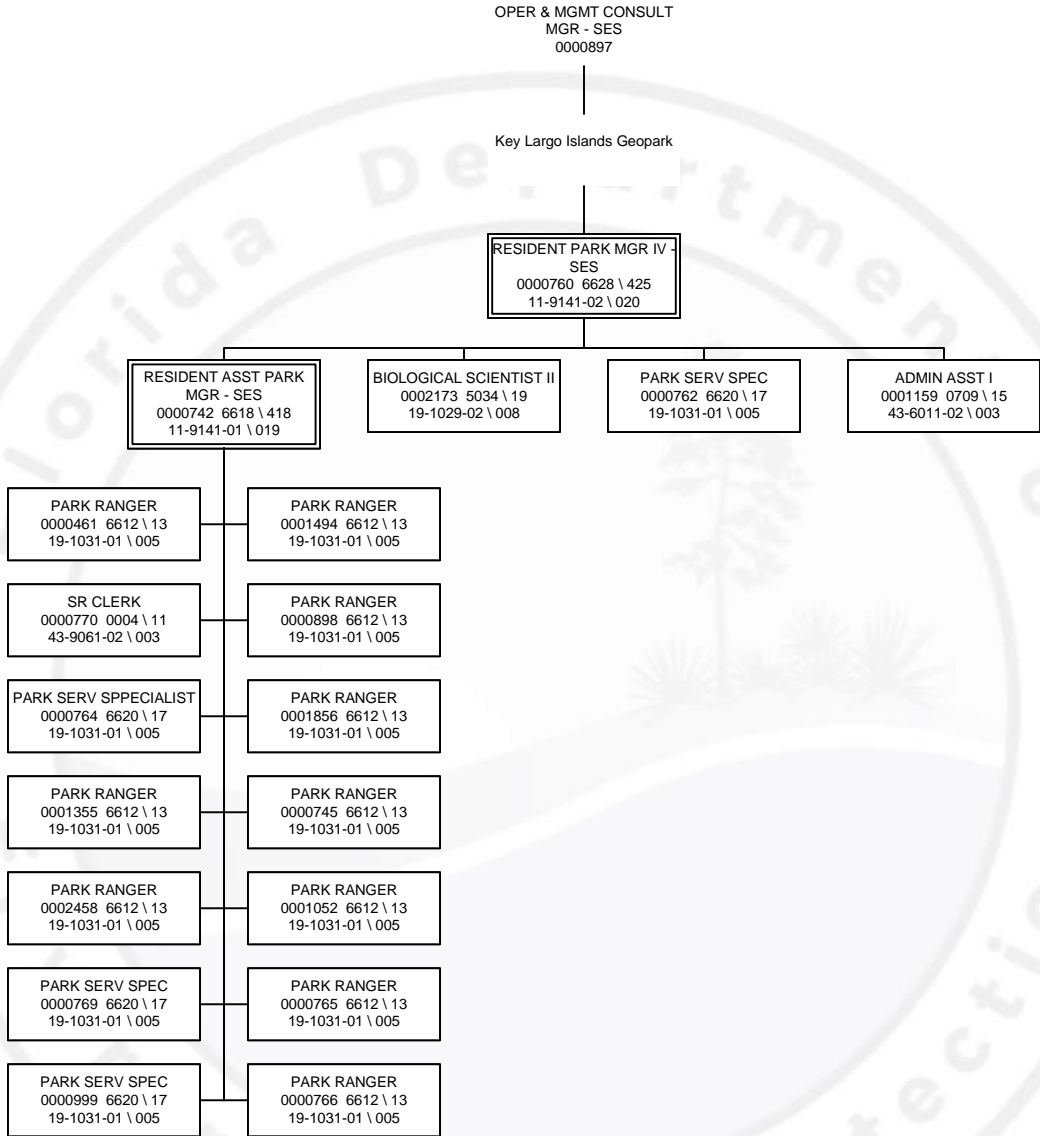 OPER & MGMT CONSULT
MGR - SES
0000897
Key Largo Islands Geopark
RESIDENT PARK MGR IV -
SES
0000760 6628 \ 425
11-9141-02 \ 020
RESIDENT ASST PARK
MGR - SES
0000742 6618 \ 418
11-9141-01 \ 019
BIOLOGICAL SCIENTIST II
0002173 5034 \ 19
19-1029-02 \ 008
PARK SERV SPEC
0000762 6620 \ 17
19-1031-01 \ 005
ADMIN ASST I
0001159 0709 \ 15
43-6011-02 \ 003
PARK RANGER
0000461 6612 \ 13
19-1031-01 \ 005
PARK RANGER
0001494 6612 \ 13
19-1031-01 \ 005
SR CLERK
0000770 0004 \ 11
43-9061-02 \ 003
PARK RANGER
0000898 6612 \ 13
19-1031-01 \ 005
PARK SERV SPPECIALIST
0000764 6620 \ 17
19-1031-01 \ 005
PARK RANGER
0001856 6612 \ 13
19-1031-01 \ 005
PARK RANGER
0001355 6612 \ 13
19-1031-01 \ 005
PARK RANGER
0000745 6612 \ 13
19-1031-01 \ 005
PARK RANGER
0002458 6612 \ 13
19-1031-01 \ 005
PARK RANGER
0001052 6612 \ 13
19-1031-01 \ 005
PARK SERV SPEC
0000769 6620 \ 17
19-1031-01 \ 005
PARK RANGER
0000765 6612 \ 13
19-1031-01 \ 005
PARK SERV SPEC
0000999 6620 \ 17
19-1031-01 \ 005
PARK RANGER
0000766 6612 \ 13
19-1031-01 \ 005